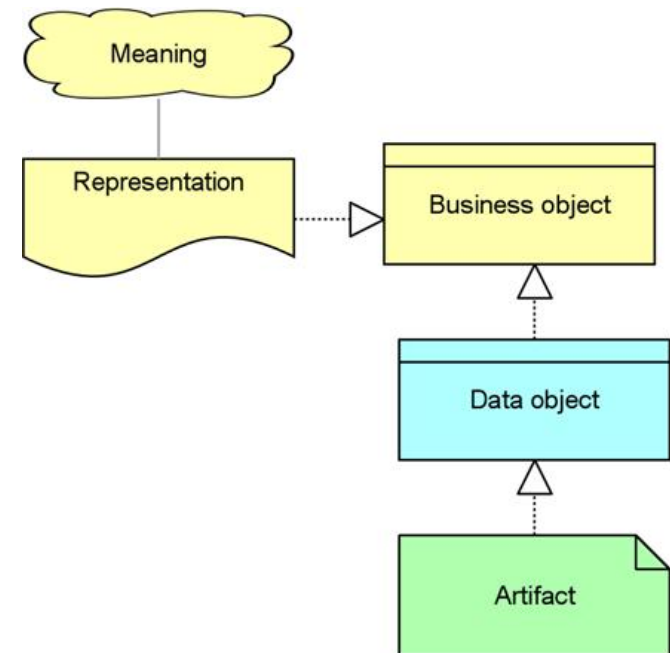 Meaning
Representation
Business object
Data object
Artifact